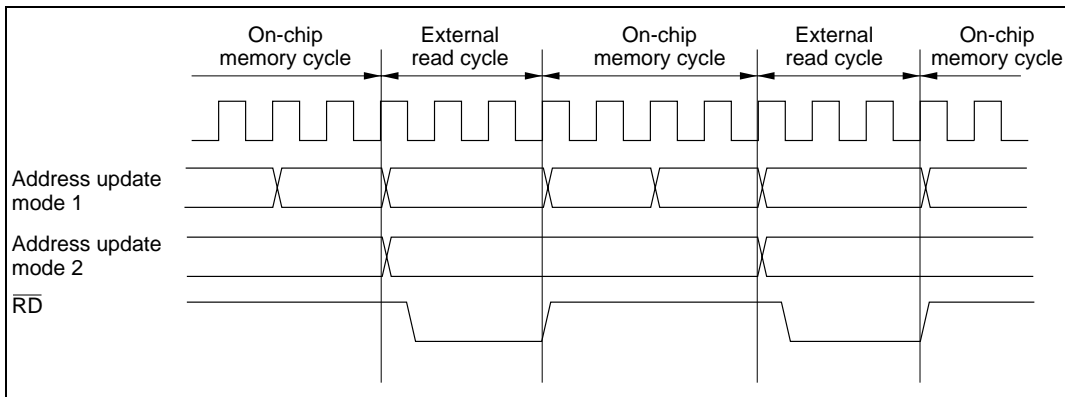 On-chip
memory cycle
External
read cycle
On-chip
memory cycle
External
read cycle
On-chip
memory cycle
Address update
mode 1
Address update
mode 2
RD